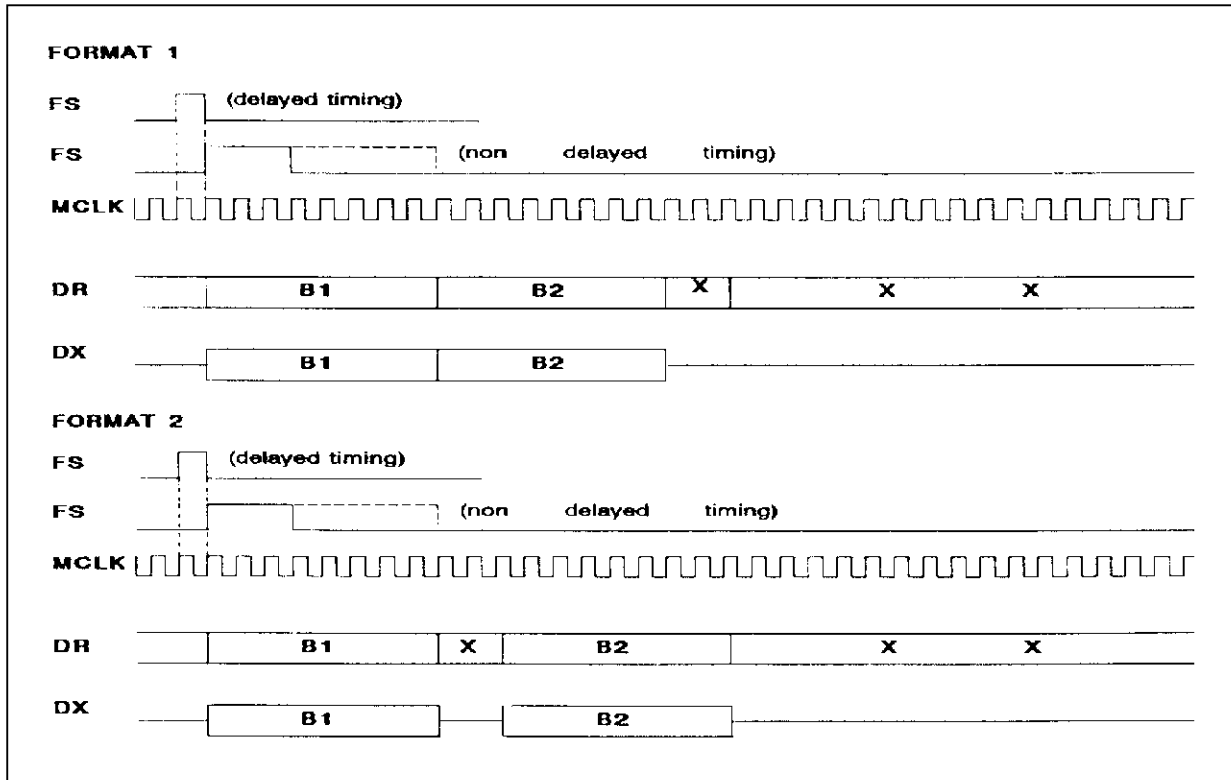 FORMAT 1
FS (delayed timing)
FS (non delayed timing)
MCLK
DR B1 B2 X X X
DX B1 B2
FORMAT 2
FS (delayed timing)
FS (non delayed timing)
MCLK
DR B1 X B2 X X
DX B1 B2